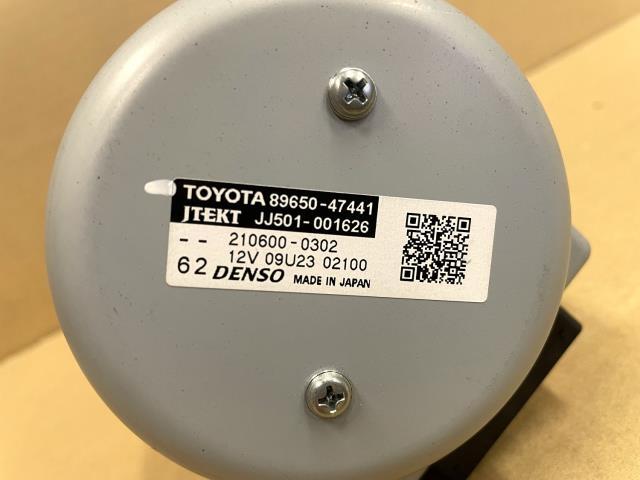 TOYOTA 89650-47441
JTEKT JJ501-001626
-- 210600-0302
12V 09U23 02100
62 DENSO MADE IN JAPAN